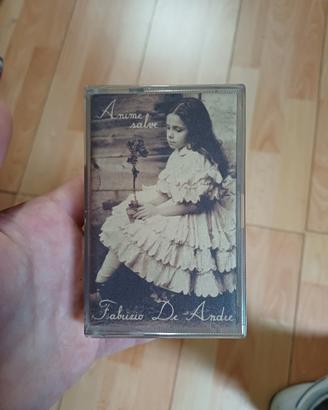 Anime
salve
Fabrizio De André